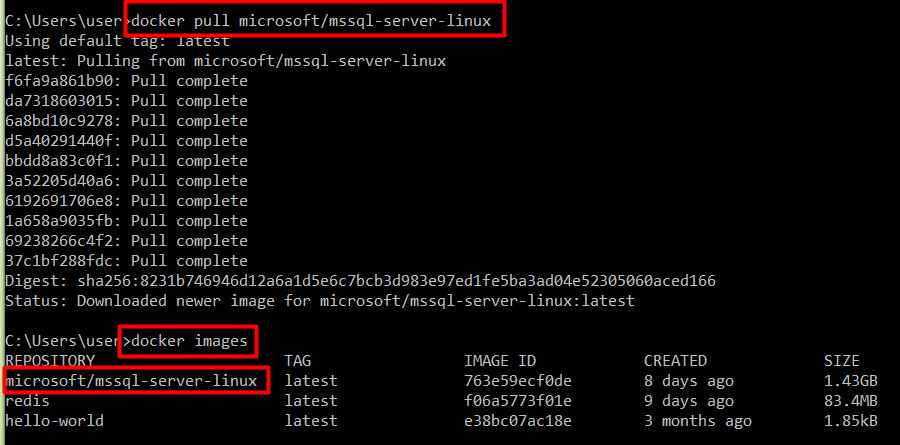 C:\Users\user>docker pull microsoft/mssql-server-linux
Using default tag: latest
latest: Pulling from microsoft/mssql-server-linux
f6fa9a861b90: Pull complete
da7318603015: Pull complete
6a8bd10c9278: Pull complete
d5a40291440f: Pull complete
bbdd8a83c0f1: Pull complete
3a52205d40a6: Pull complete
6192691706e8: Pull complete
1a658a9035fb: Pull complete
69238266c4f2: Pull complete
37c1bf288fdc: Pull complete
Digest: sha256:8231b746946d12a6a1d5e6c7bcb3d983e97ed1fe5ba3ad04e52305060aced166
Status: Downloaded newer image for microsoft/mssql-server-linux:latest
C:\Users\user>docker images
REPOSITORY TAG IMAGE ID CREATED SIZE
microsoft/mssql-server-linux latest 763e59ecf0de 8 days ago 1.43GB
redis latest f06a5773f01e 9 days ago 83.4MB
hello-world latest e38bc07ac18e 3 months ago 1.85kB